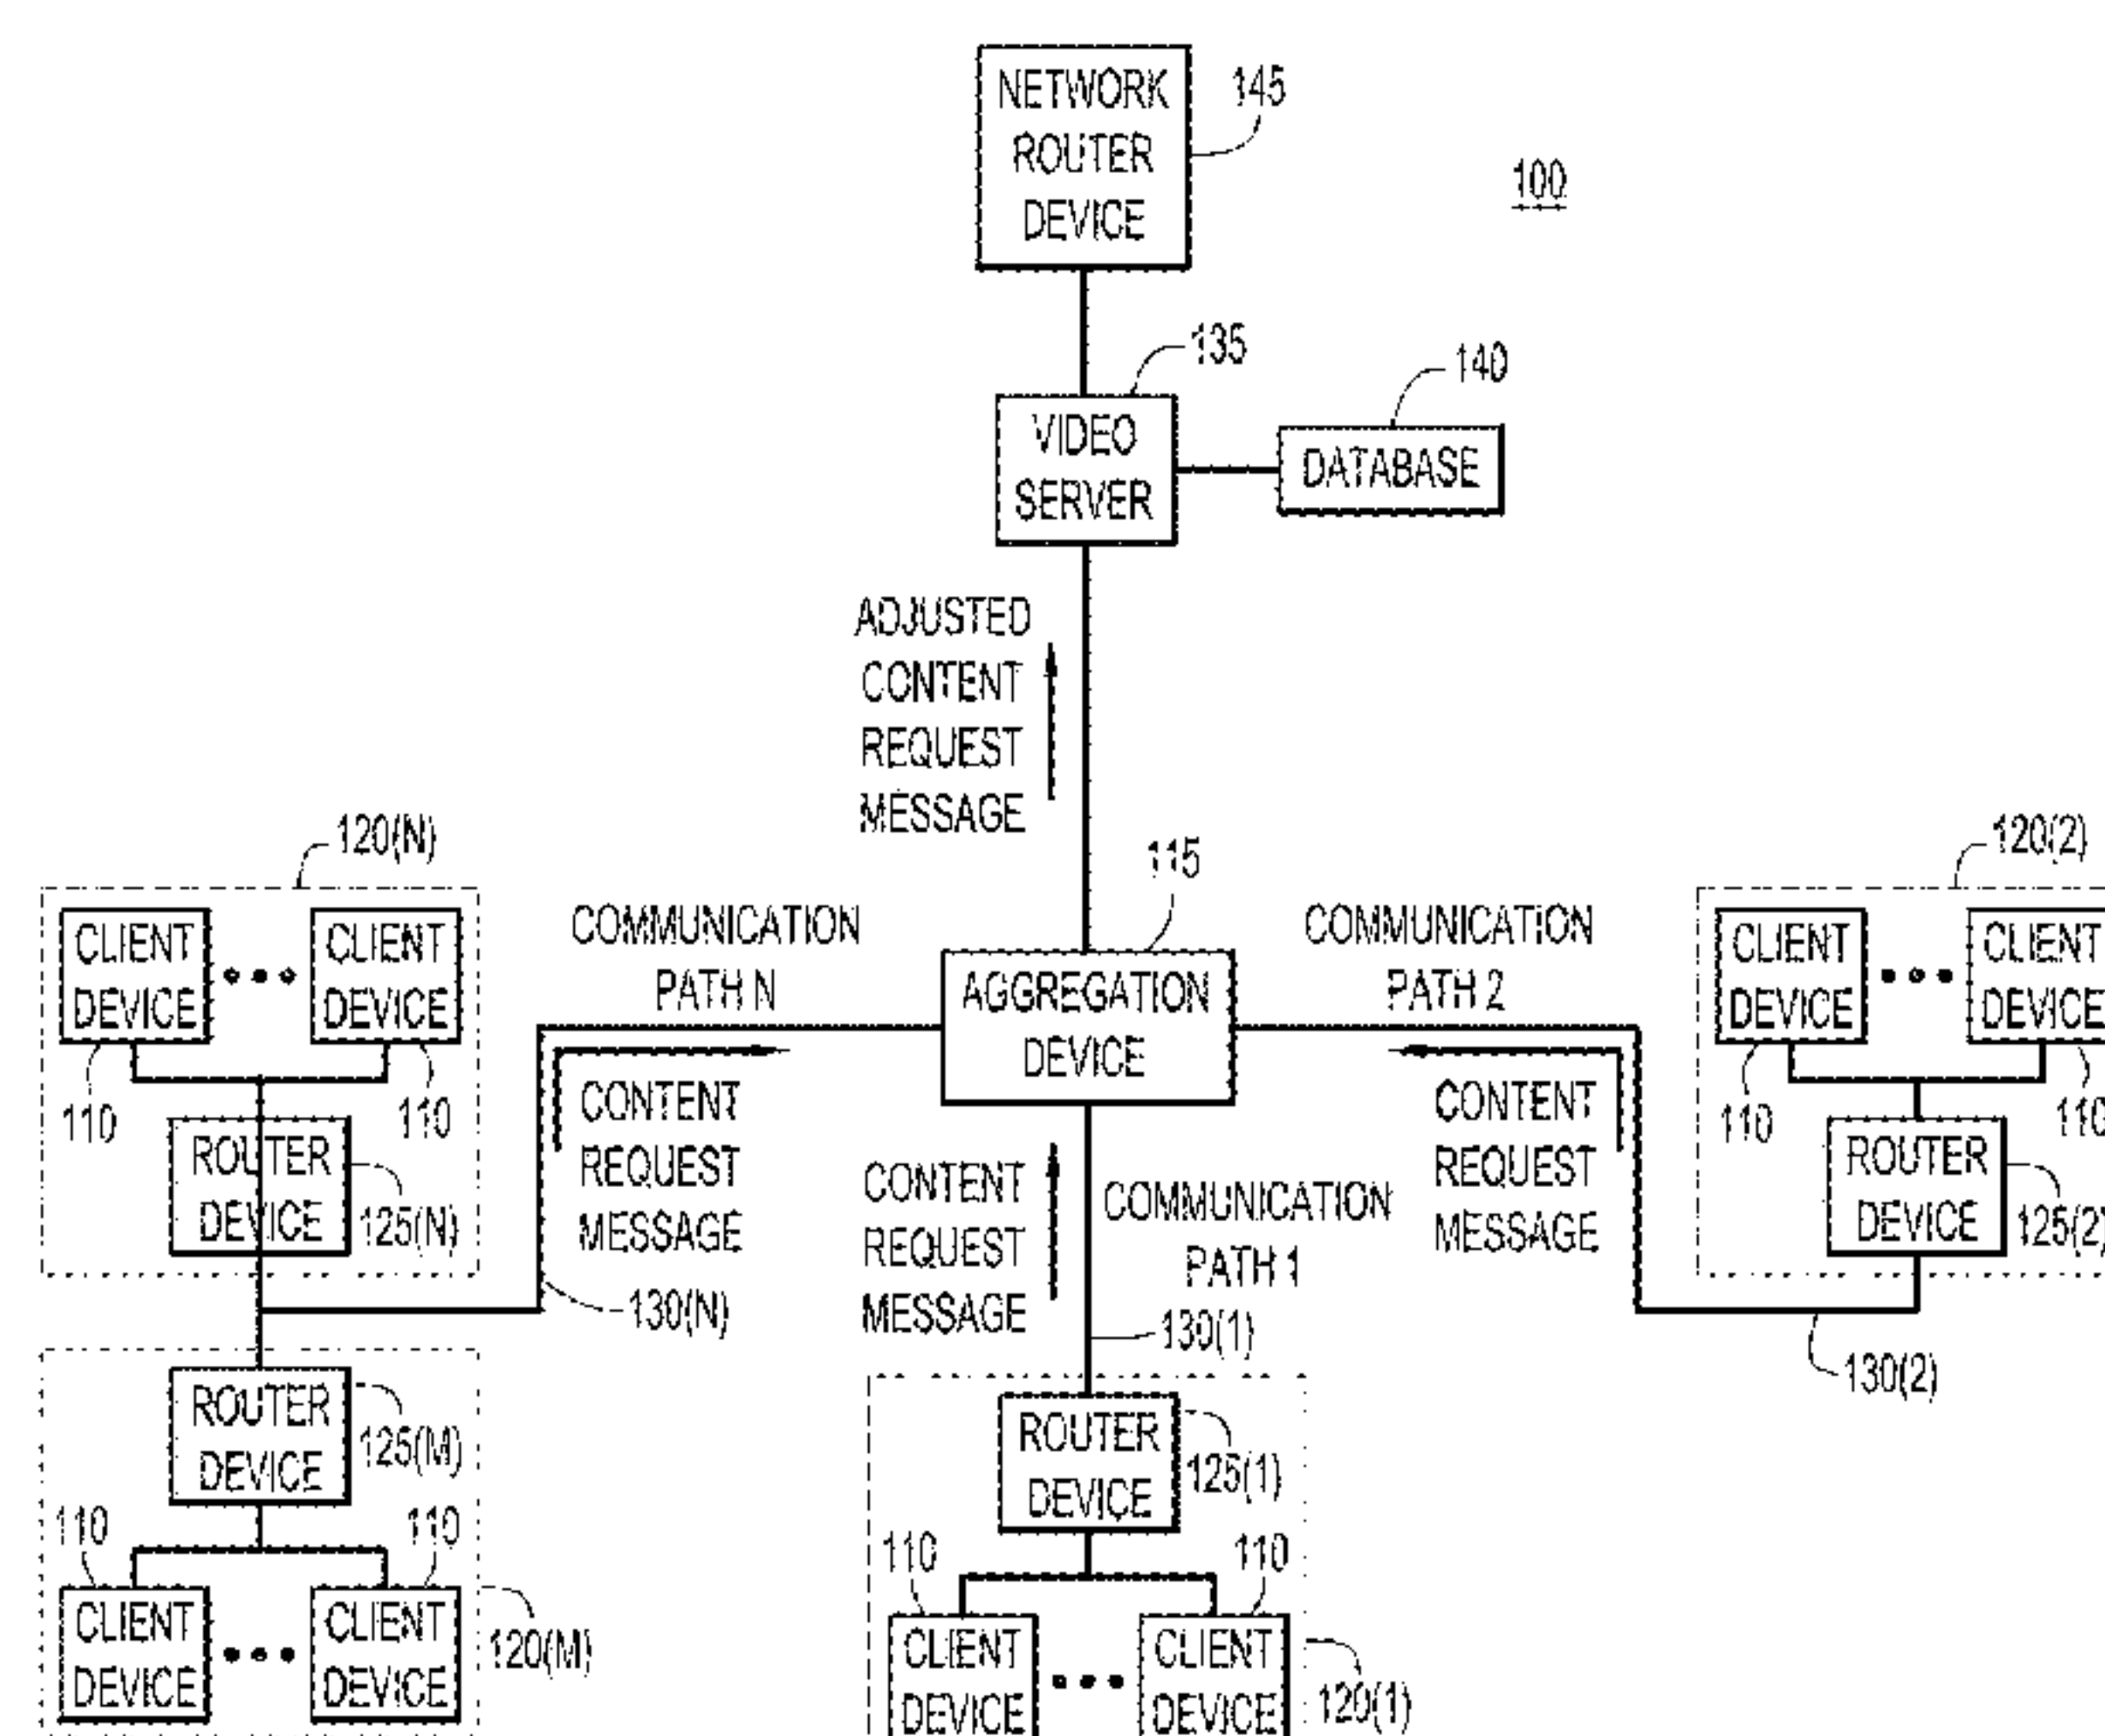 NETWORK
ROUTER
DEVICE
145
100
VIDEO
SERVER
135
DATABASE
140
ADJUSTED
CONTENT
REQUEST
MESSAGE
120(N)
CLIENT
DEVICE
CLIENT
DEVICE
110
110
ROUTER
DEVICE
125(N)
COMMUNICATION
PATH N
CONTENT
REQUEST
MESSAGE
130(N)
115
AGGREGATION
DEVICE
COMMUNICATION
PATH 2
CONTENT
REQUEST
MESSAGE
120(2)
CLIENT
DEVICE
CLIENT
DEVICE
110
110
ROUTER
DEVICE
125(2)
130(2)
CONTENT
REQUEST
MESSAGE
COMMUNICATION
PATH 1
130(1)
ROUTER
DEVICE
125(M)
110
110
CLIENT
DEVICE
CLIENT
DEVICE
120(M)
ROUTER
DEVICE
125(1)
110
110
CLIENT
DEVICE
CLIENT
DEVICE
120(1)